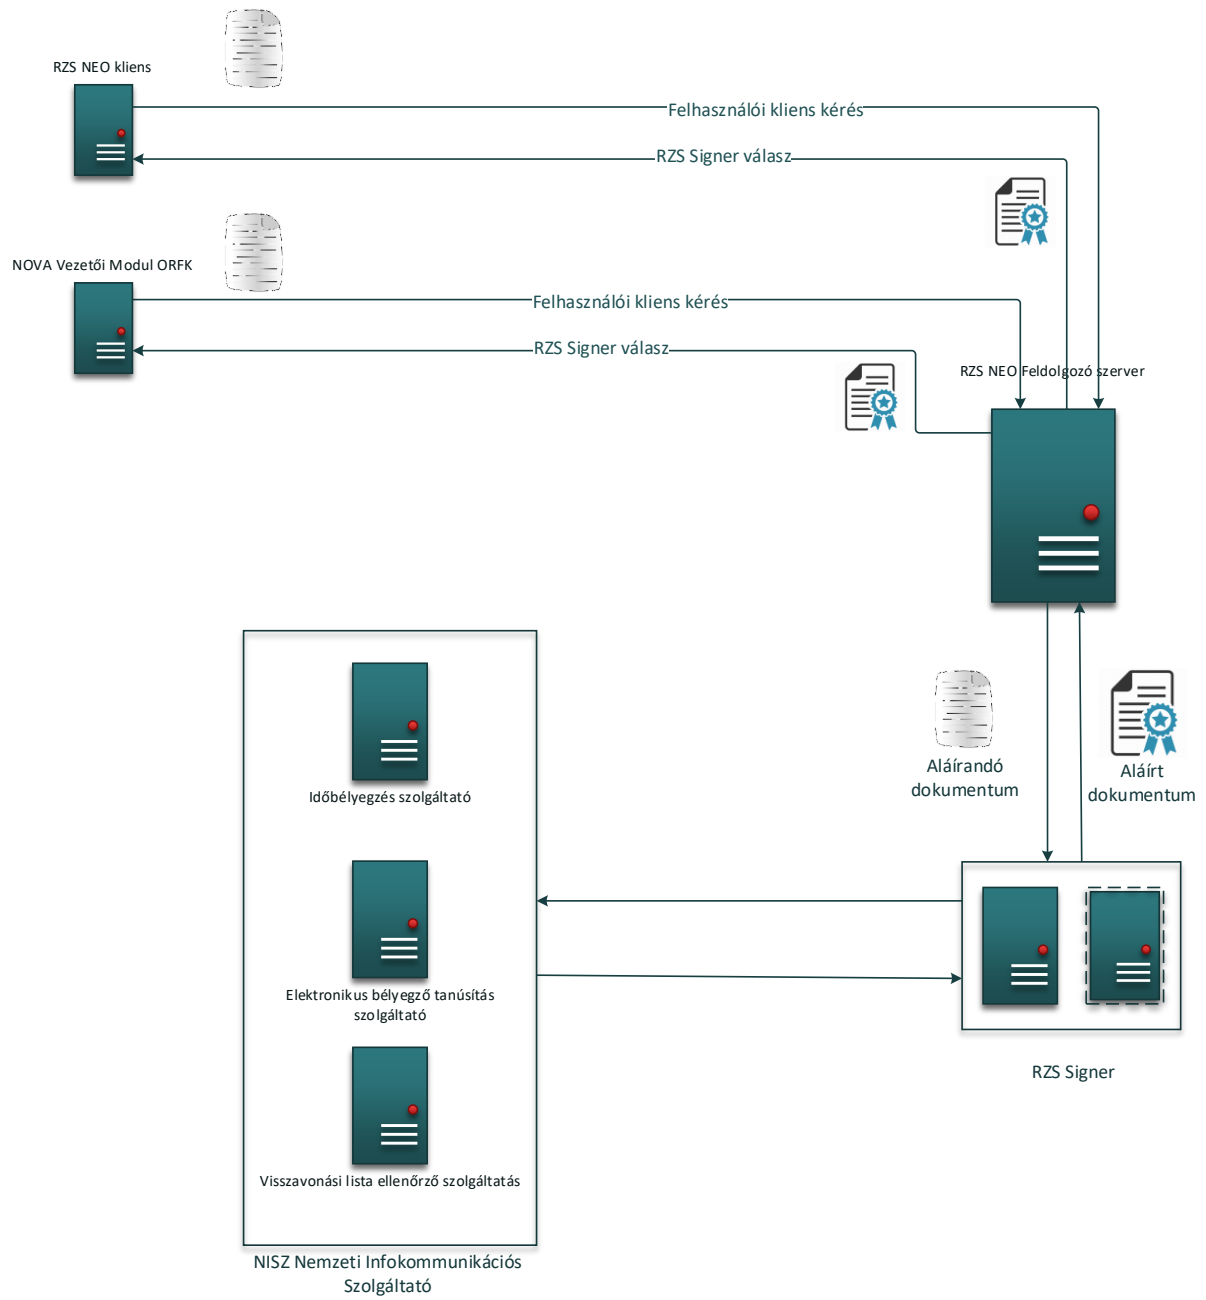 RZS NEO kliens
Felhasználói kliens kérés
RZS Signer válasz
NOVA Vezetői Modul ORFK
Felhasználói kliens kérés
RZS Signer válasz
RZS NEO Feldolgozó szerver
Aláírandó
dokumentum
Aláírt
dokumentum
Időbélyegzés szolgáltató
Elektronikus bélyegző tanúsítás
szolgáltató
RZS Signer
Visszavonási lista ellenőrző szolgáltatás
NISZ Nemzeti Infokommunikációs
Szolgáltató